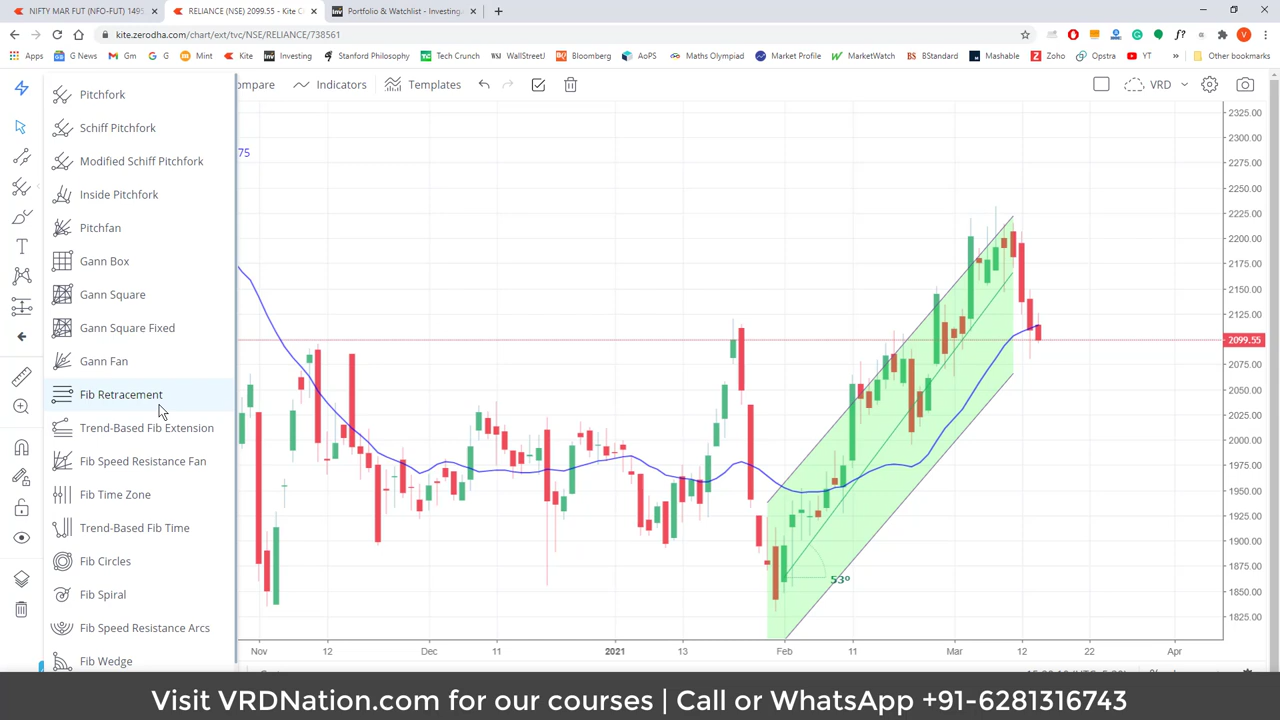 NIFTY MAR FUT (NFO-FUT) 1495
RELIANCE (NSE) 2099.55 - Kite C
Portfolio & Watchlist - Investing.
kite.zerodha.com/chart/ext/tvc/NSE/RELIANCE/738561
Apps
G News
Gm
G
Mint
Kite
Investing
Stanford Philosophy
Tech Crunch
WallStreet
Bloomberg
AoPS
Maths Olympiad
Market Profile
MarketWatch
BStandard
Mashable
Zoho
Opstra
YT
Other bookmarks
ompare
Indicators
Templates
VRD
75
Pitchfork
Schiff Pitchfork
Modified Schiff Pitchfork
Inside Pitchfork
Pitchfan
Gann Box
Gann Square
Gann Square Fixed
Gann Fan
Fib Retracement
Trend-Based Fib Extension
Fib Speed Resistance Fan
Fib Time Zone
Trend-Based Fib Time
Fib Circles
Fib Spiral
Fib Speed Resistance Arcs
Fib Wedge
53º
2325.00
2300.00
2275.00
2250.00
2225.00
2200.00
2175.00
2150.00
2125.00
2099.55
2075.00
2050.00
2025.00
2000.00
1975.00
1950.00
1925.00
1900.00
1875.00
1850.00
1825.00
Nov
12
Dec
11
2021
13
Feb
11
Mar
12
22
Apr
Visit VRDNation.com for our courses | Call or WhatsApp +91-6281316743